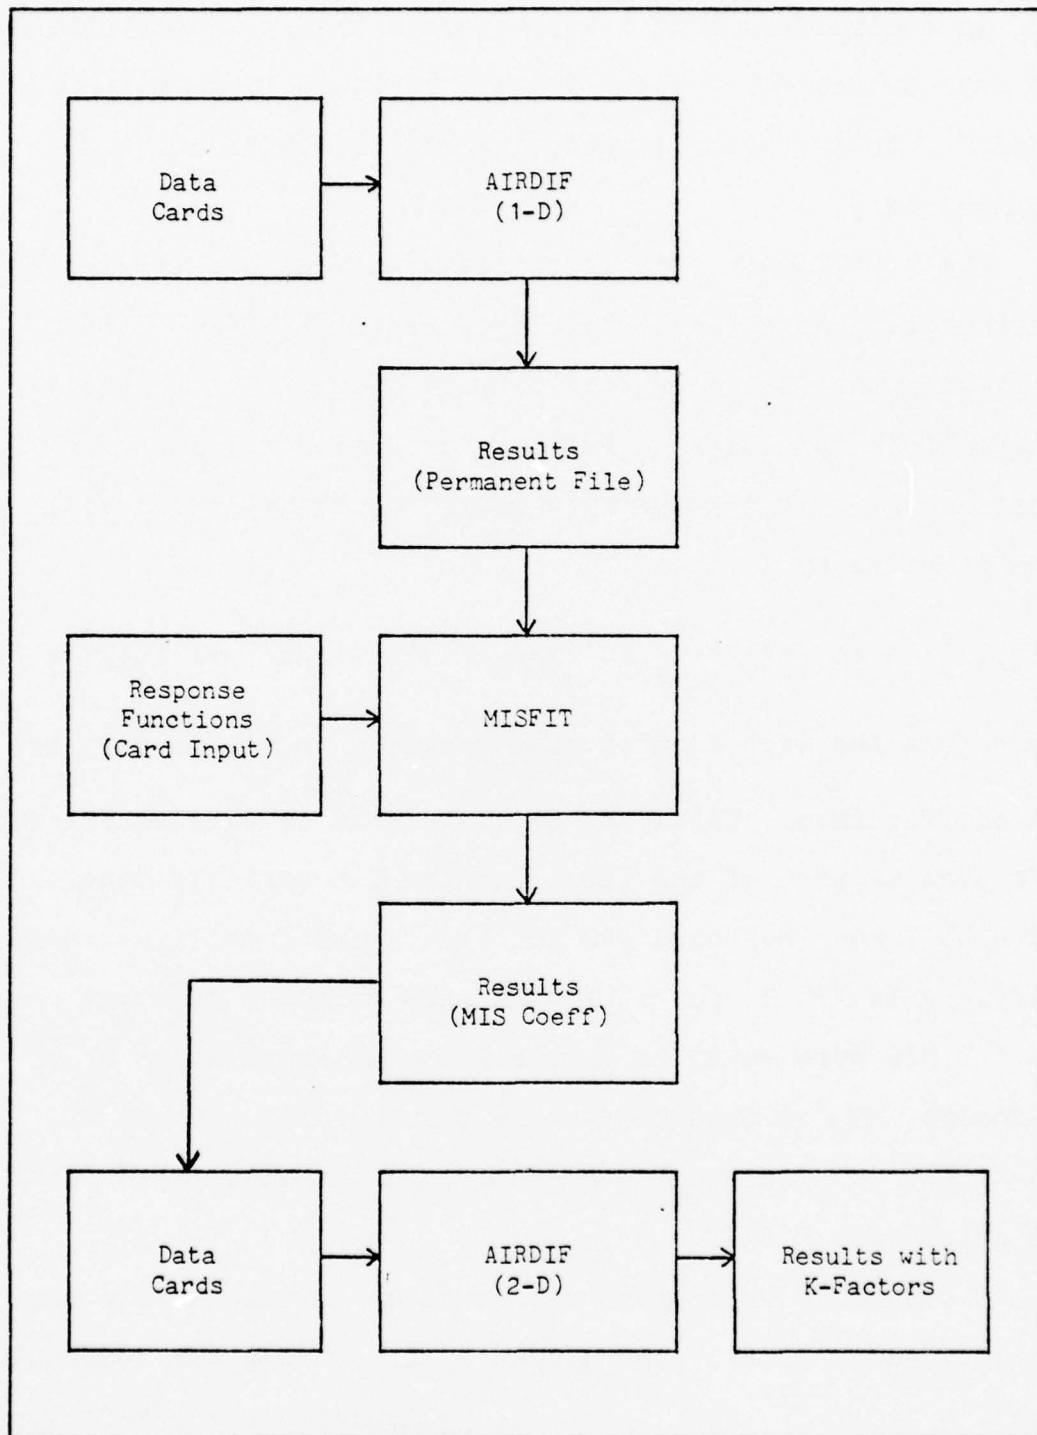 Data
Cards
AIRDIF
(1-D)
Results
(Permanent File)
Response
Functions
(Card Input)
MISFIT
Results
(MIS Coeff)
Data
Cards
AIRDIF
(2-D)
Results with
K-Factors